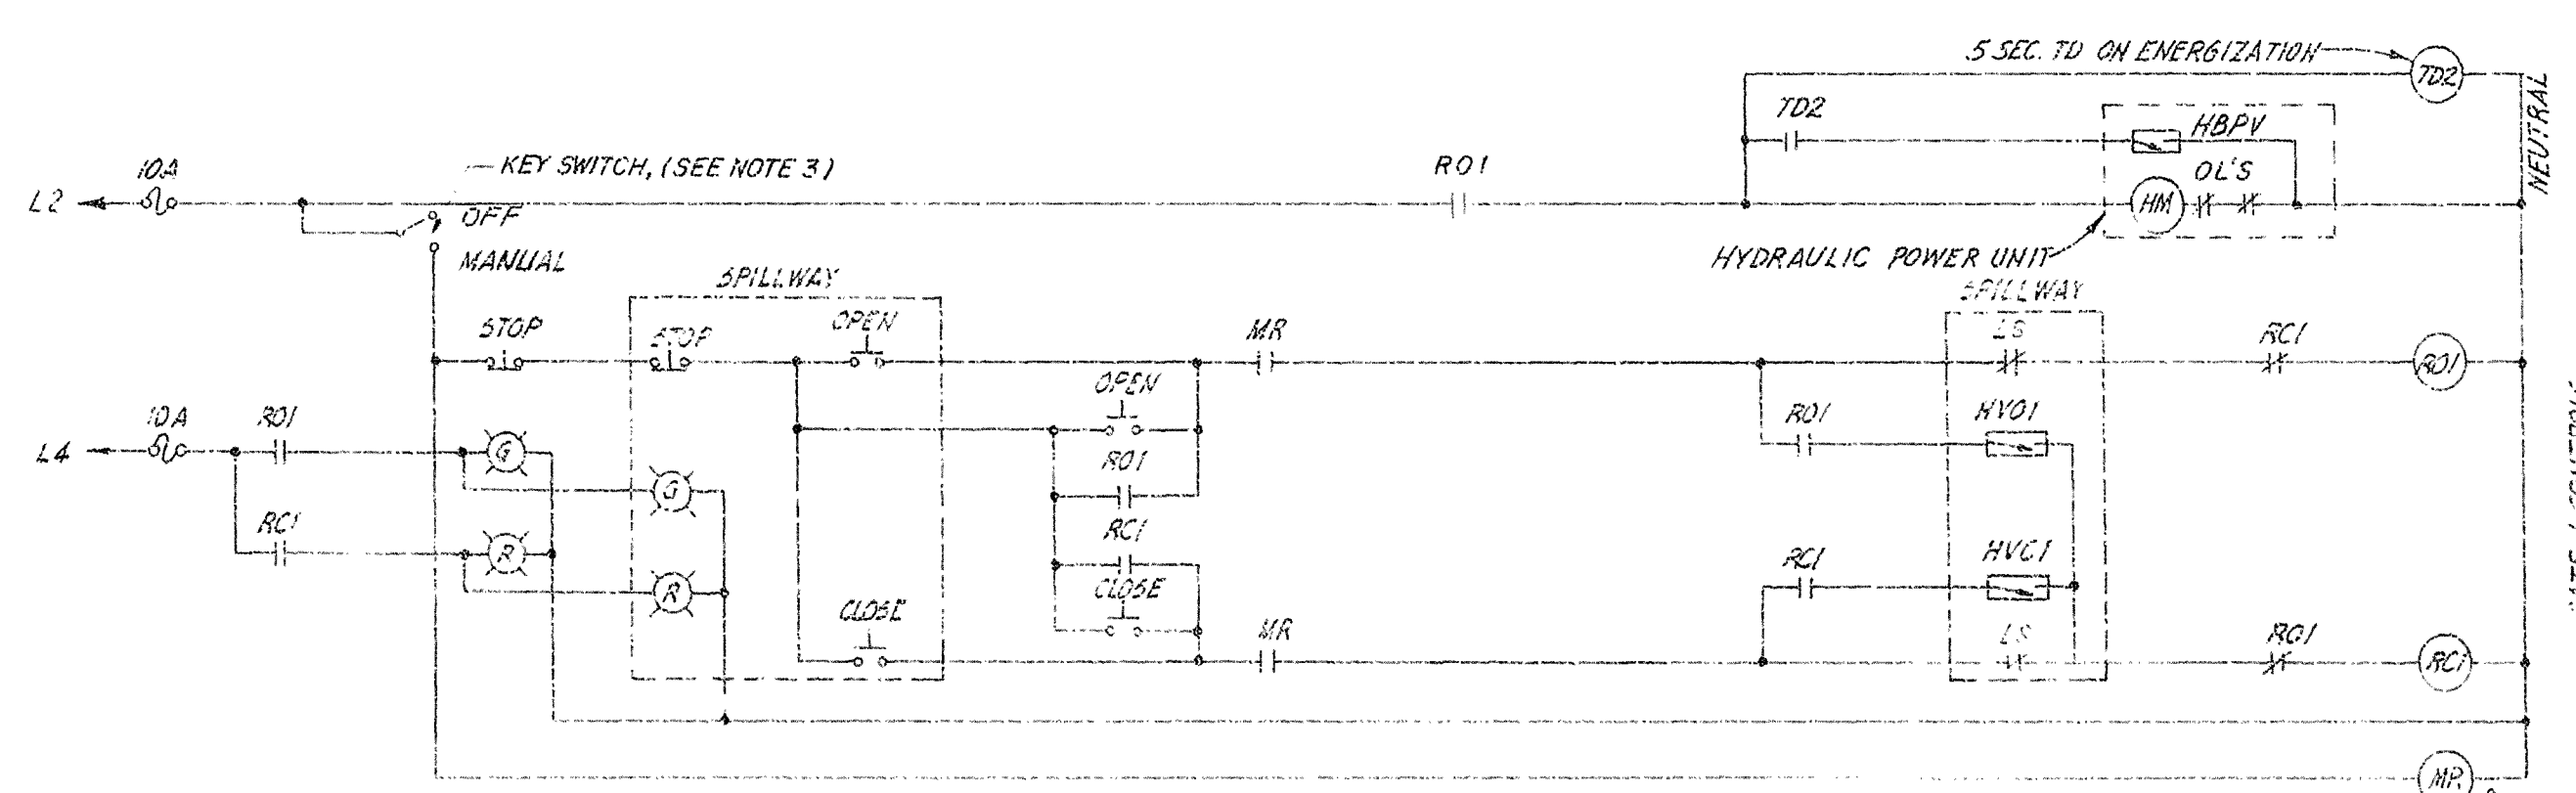 .5 SEC. TD ON ENERGIZATION
TD2
NEUTRAL
TD2
HBPV
10A
KEY SWITCH, (SEE NOTE 3)
RO1
OL'S
L2
OFF
HM
MANUAL
HYDRAULIC POWER UNIT
SPILLWAY
SPILLWAY
STOP
STOP
OPEN
MR
LS
RC1
RO1
OPEN
10A
RO1
RO1
HVO1
L4
G
RO1
G
RC1
RC1
R
RC1
HVC1
R
CLOSE
CLOSE
MR
LS
RO1
RC1
MR